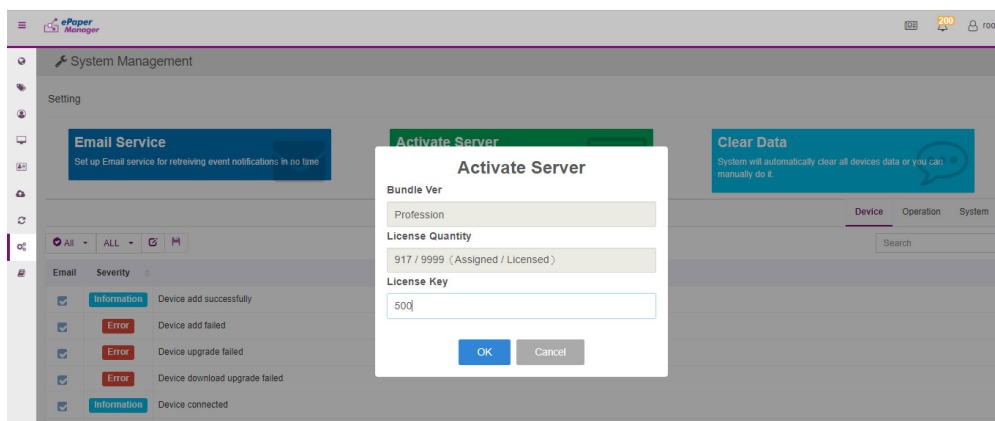 ePaper
Manager
200
roo
System Management
Setting
Email Service
Set up Email service for retreiving event notifications in no time
Activate Server
Clear Data
System will automatically clear all devices data or you can
manually do it.
Activate Server
Bundle Ver
Profession
License Quantity
917 / 9999 （Assigned / Licensed）
License Key
500
OK Cancel
Device Operation System
All ALL Search
Email Severity
Information Device add successfully
Error Device add failed
Error Device upgrade failed
Error Device download upgrade failed
Information Device connected